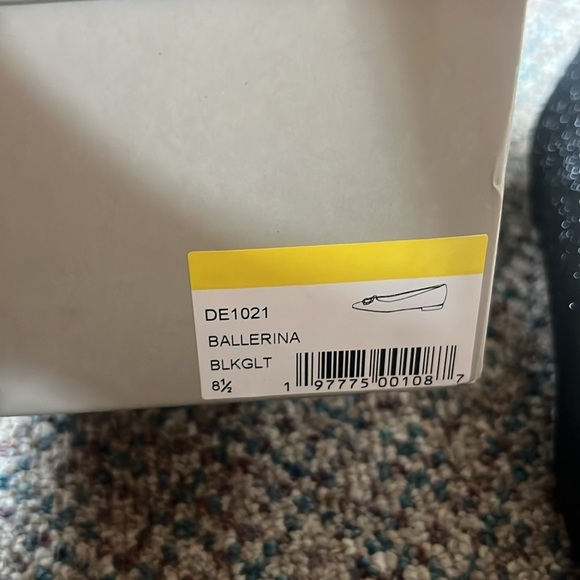 DE1021
BALLERINA
BLKGLT
8½
1 97775 00108 7